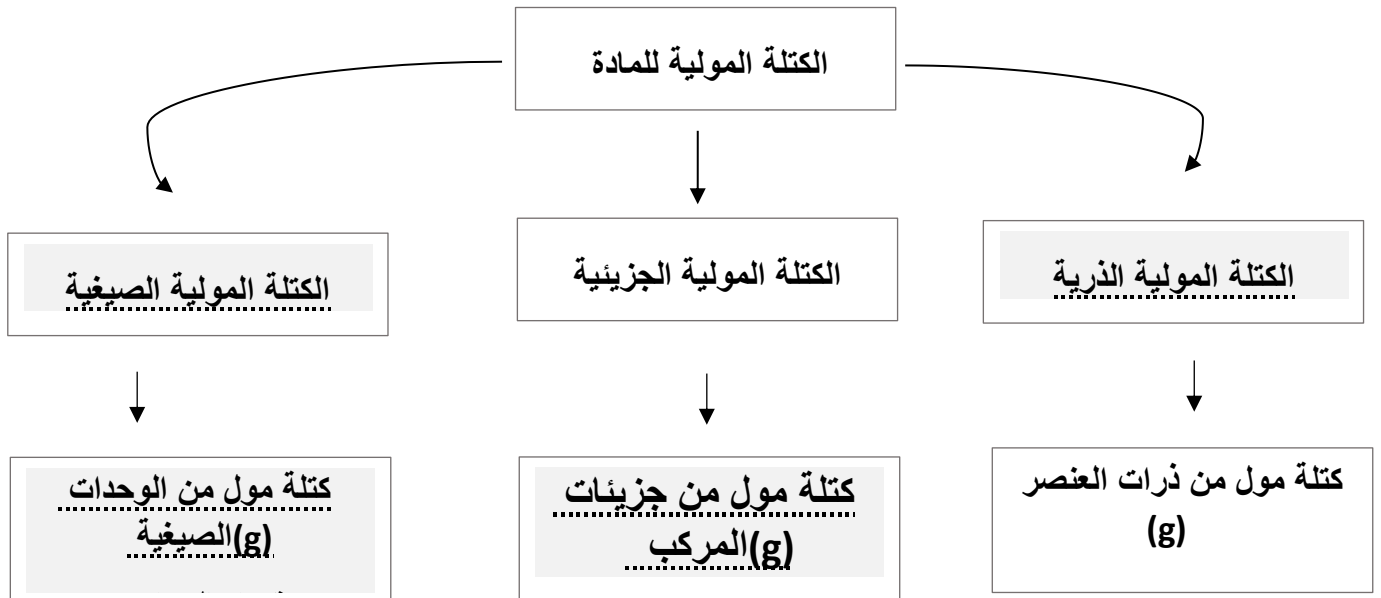 الكتلة المولية للمادة
الكتلة المولية الذرية
الكتلة المولية الجزيئية
الكتلة المولية الصيغية
كتلة مول من ذرات العنصر
(g)
كتلة مول من جزيئات
المركب(g)
كتلة مول من الوحدات
الصيغية(g)